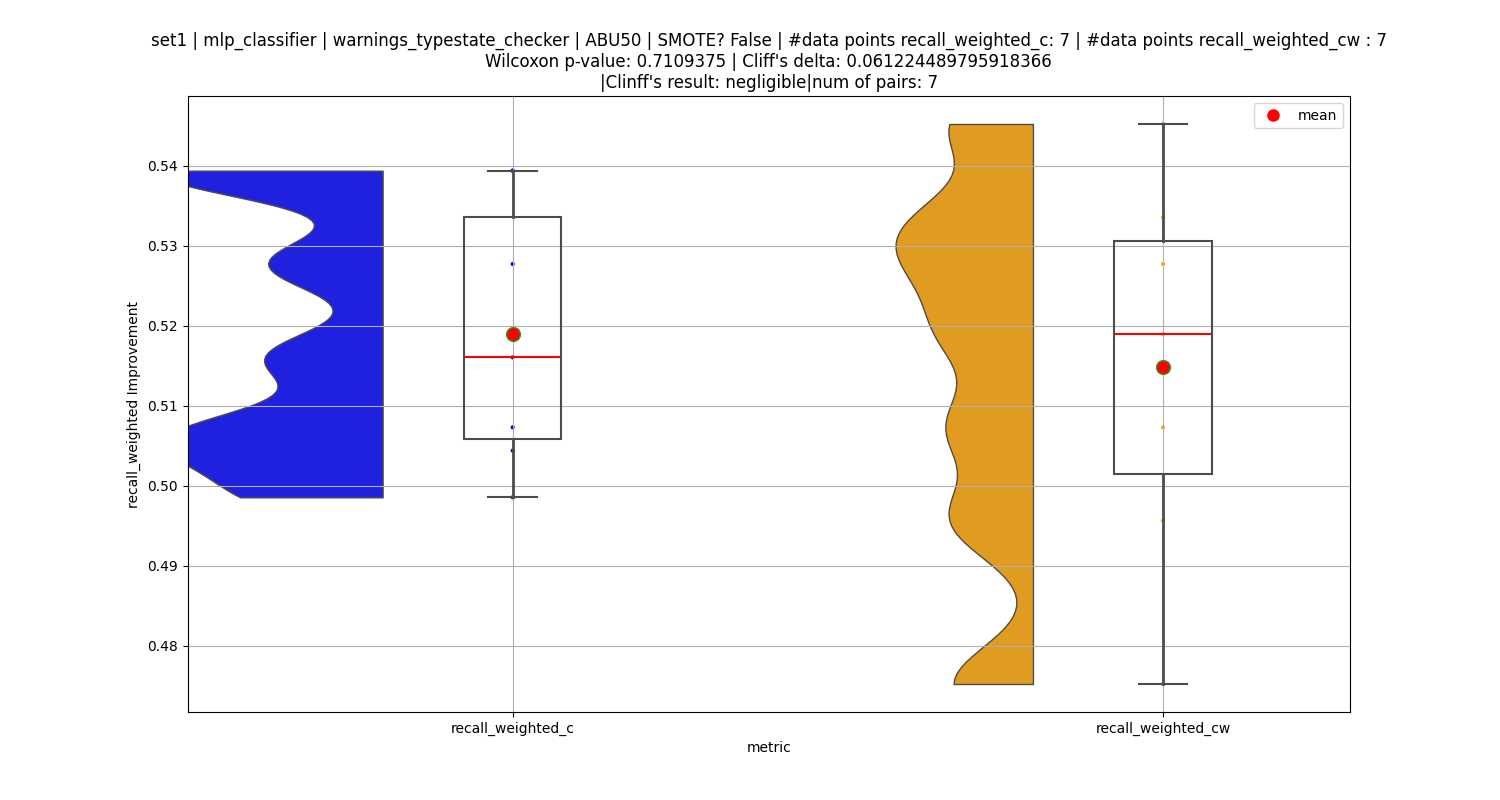 set1 | mlp_classifier | warnings_typestate_checker | ABU50 | SMOTE? False | #data points recall_weighted_c: 7 | #data points recall_weighted_cw : 7
Wilcoxon p-value: 0.7109375 | Cliff's delta: 0.061224489795918366
|Clinff's result: negligible|num of pairs: 7
mean
recall_weighted Improvement
0.54
0.53
0.52
0.51
0.50
0.49
0.48
recall_weighted_c
recall_weighted_cw
metric